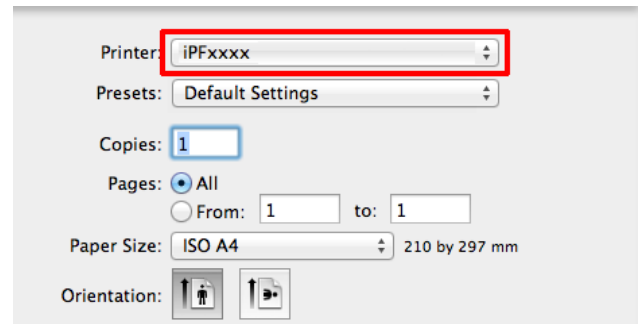 Printer: iPFxxxx
Presets: Default Settings
Copies: 1
Pages: All
From: 1 to: 1
Paper Size: ISO A4 210 by 297 mm
Orientation: